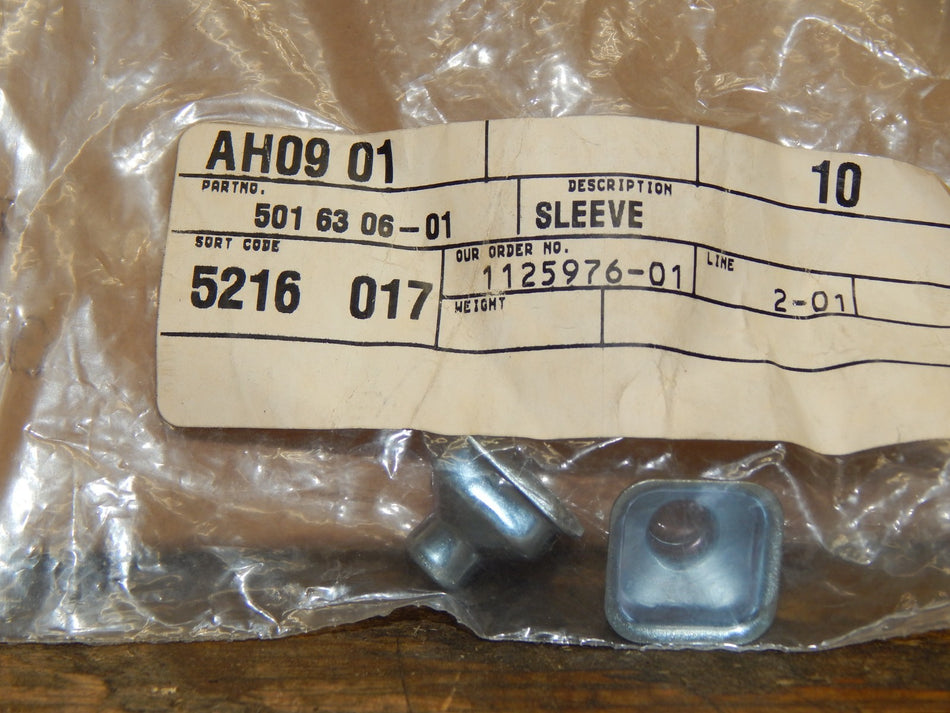 AH09 01 10
PARTNO. DESCRIPTION
501 63 06-01 SLEEVE
SORT CODE OUR ORDER NO. LINE
5216 017 1125976-01 2-01
WEIGHT